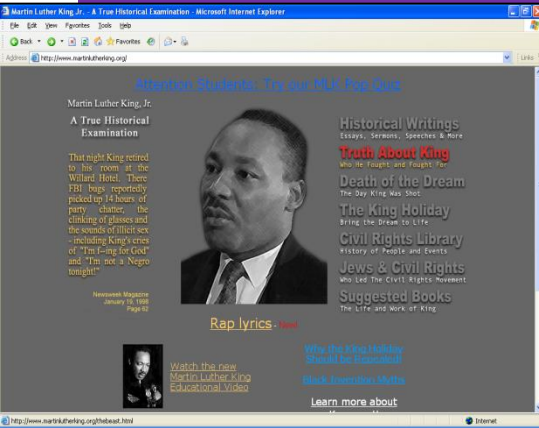 Martin Luther King Jr. - A True Historical Examination - Microsoft Internet Explorer
File Edit View Favorites Tools Help
Back Search Favorites
Address http://www.martinlutherking.org/ Links
Attention Students: Try our MLK Pop Quiz
Martin Luther King, Jr.
A True Historical
Examination
That night King retired
to his room at the
Willard Hotel. There
FBI bugs reportedly
picked up 14 hours of
party chatter, the
clinking of glasses and
the sounds of illicit sex
- including King's cries
of "I'm f--ing for God"
and "I'm not a Negro
tonight!"
Newsweek Magazine
January 19, 1998
Page 62
Historical Writings
Essays, Sermons, Speeches & More
Truth About King
Who He Fought and Fought For
Death of the Dream
The Day King Was Shot
The King Holiday
Bring the Dream to Life
Civil Rights Library
History of People and Events
Jews & Civil Rights
Who Led The Civil Rights Movement
Suggested Books
The Life and Work of King
Rap lyrics -
Watch the new
Martin Luther King
Educational Video
Why the King Holiday
Should be Repealed!
Black Invention Myths
Learn more about
http://www.martinlutherking.org/thebeast.html Internet